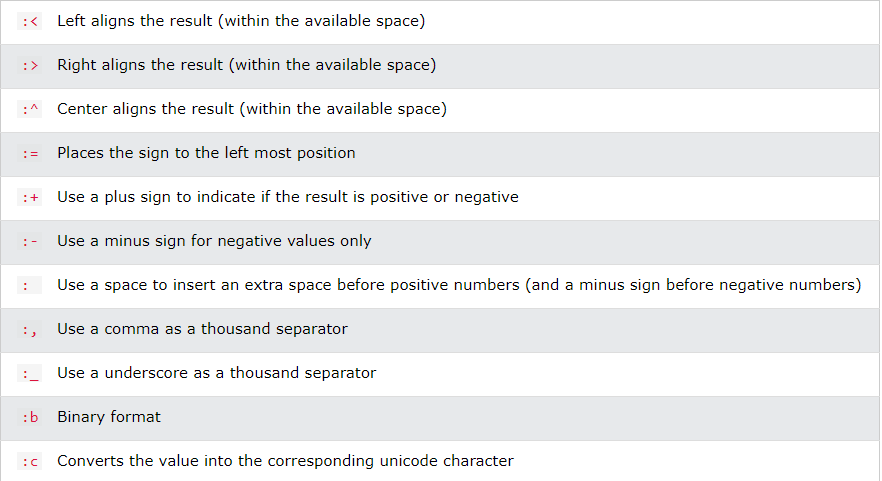 :< Left aligns the result (within the available space)
:> Right aligns the result (within the available space)
:^ Center aligns the result (within the available space)
:= Places the sign to the left most position
:+ Use a plus sign to indicate if the result is positive or negative
:- Use a minus sign for negative values only
: Use a space to insert an extra space before positive numbers (and a minus sign before negative numbers)
:, Use a comma as a thousand separator
:_ Use a underscore as a thousand separator
:b Binary format
:c Converts the value into the corresponding unicode character